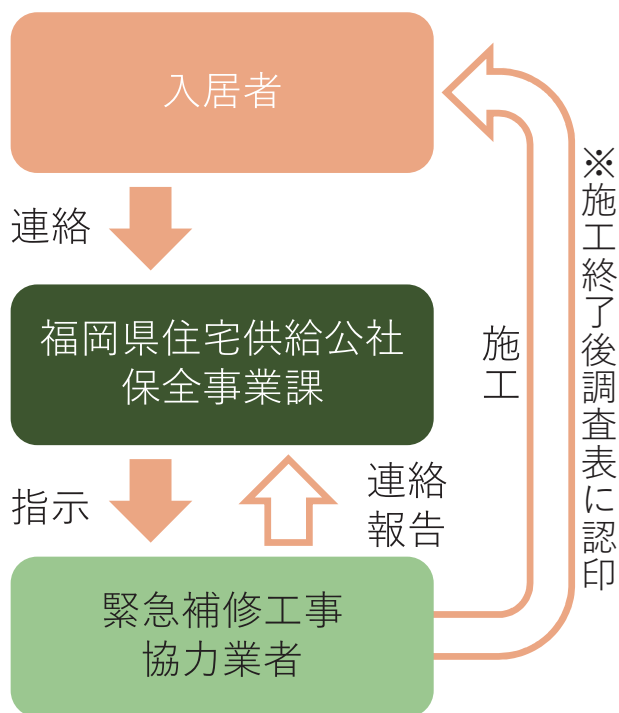 入居者
連絡
福岡県住宅供給公社
保全事業課
指示
連絡
報告
緊急補修工事
協力業者
施工
※施工終了後調査表に認印